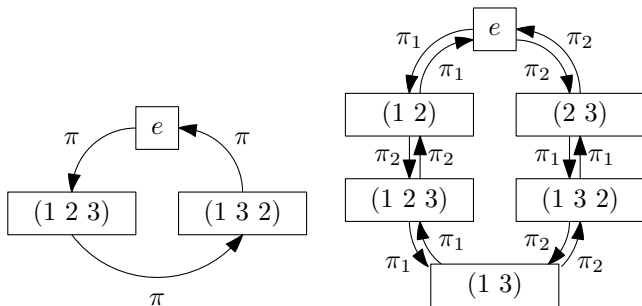 e
π π
(1 2 3) (1 3 2)
π
e
π₁ π₂
π₁ π₂
(1 2) (2 3)
π₂ π₂ π₁ π₁
(1 2 3) (1 3 2)
π₁ π₁ π₂ π₂
(1 3)